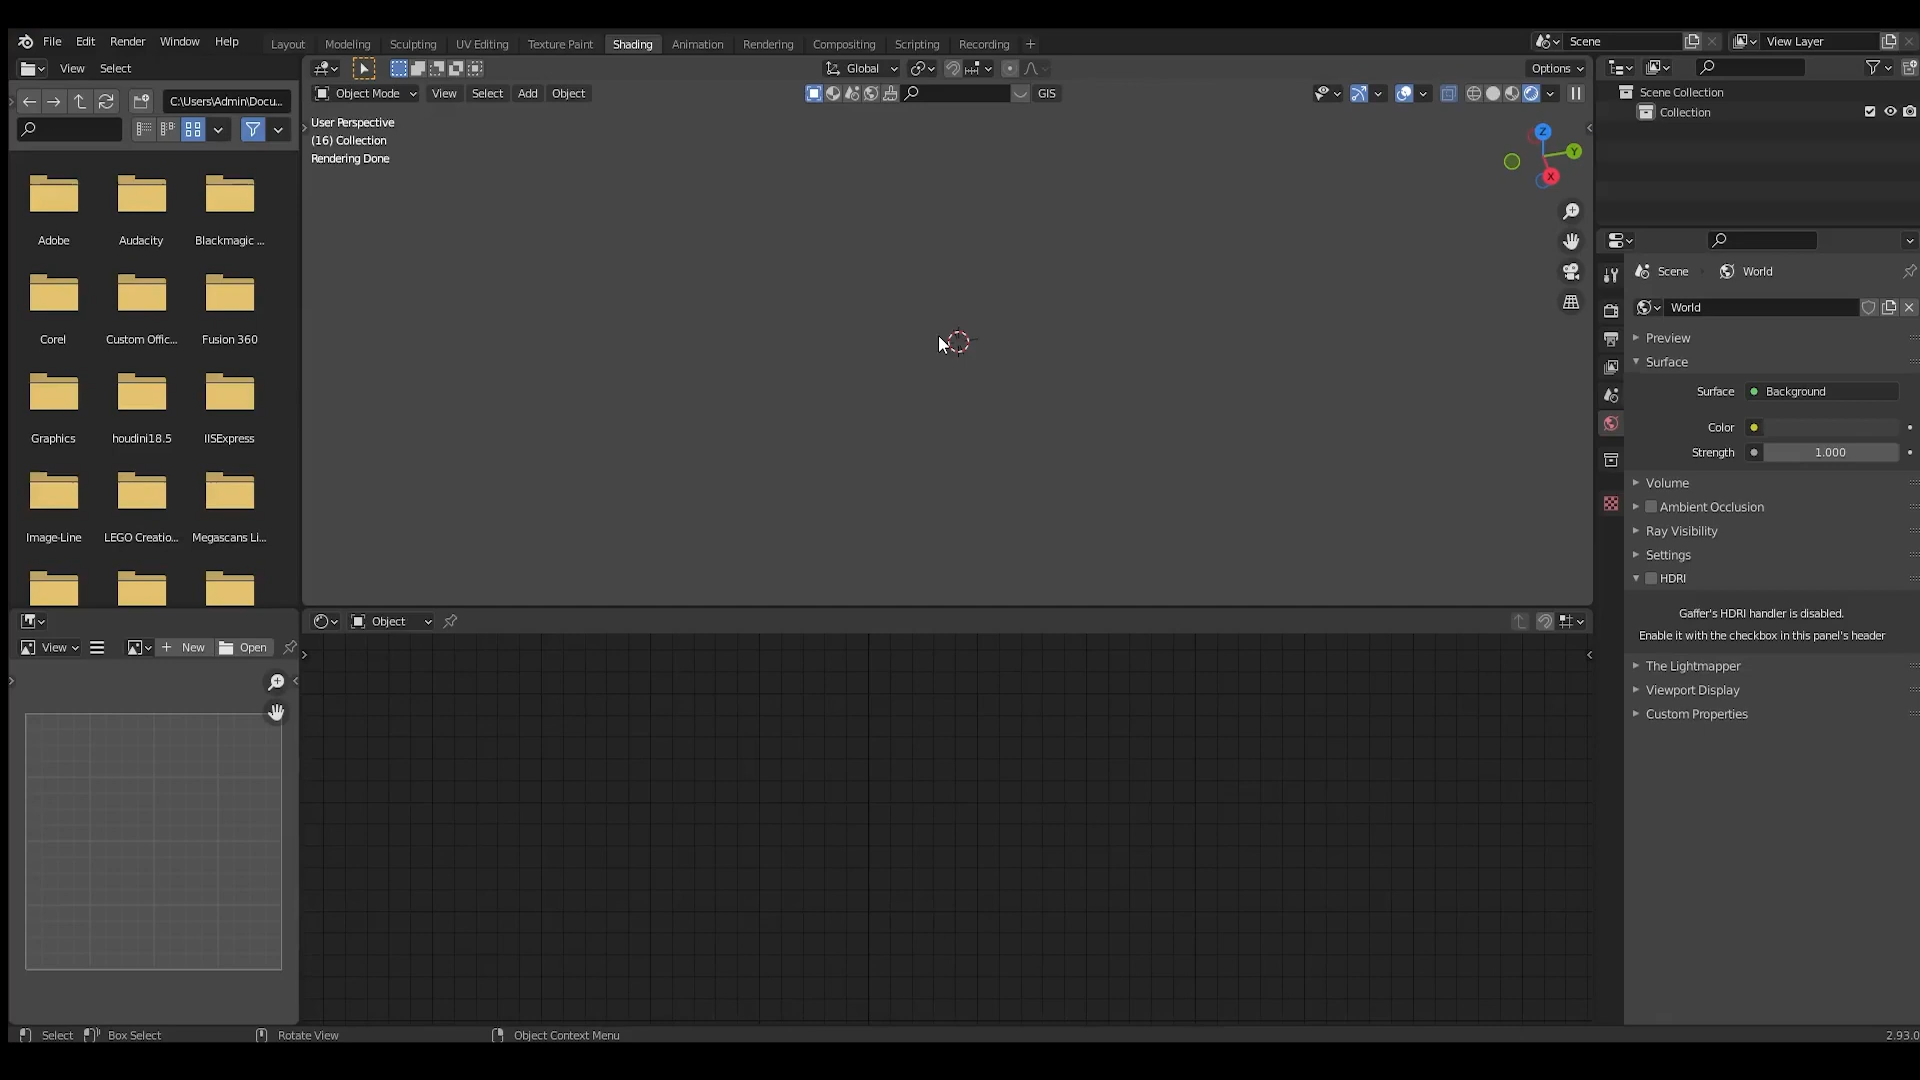 File Edit Render Window Help
Layout Modeling Sculpting UV Editing Texture Paint Shading Animation Rendering Compositing Scripting Recording +
Scene
View Layer
View Select
Global
Options
C:\Users\Admin\Docu...
Object Mode View Select Add Object
GIS
Scene Collection
Collection
User Perspective
(16) Collection
Rendering Done
Z
Y
X
Adobe Audacity Blackmagic ...
Corel Custom Offic... Fusion 360
Graphics houdini18.5 IISExpress
Image-Line LEGO Creatio... Megascans Li...
Scene World
World
Preview
Surface
Surface Background
Color
Strength 1.000
Volume
Ambient Occlusion
Ray Visibility
Settings
HDRI
Gaffer's HDRI handler is disabled.
Enable it with the checkbox in this panel's header
The Lightmapper
Viewport Display
Custom Properties
Object
View New Open
Select Box Select Rotate View Object Context Menu
2.93.0